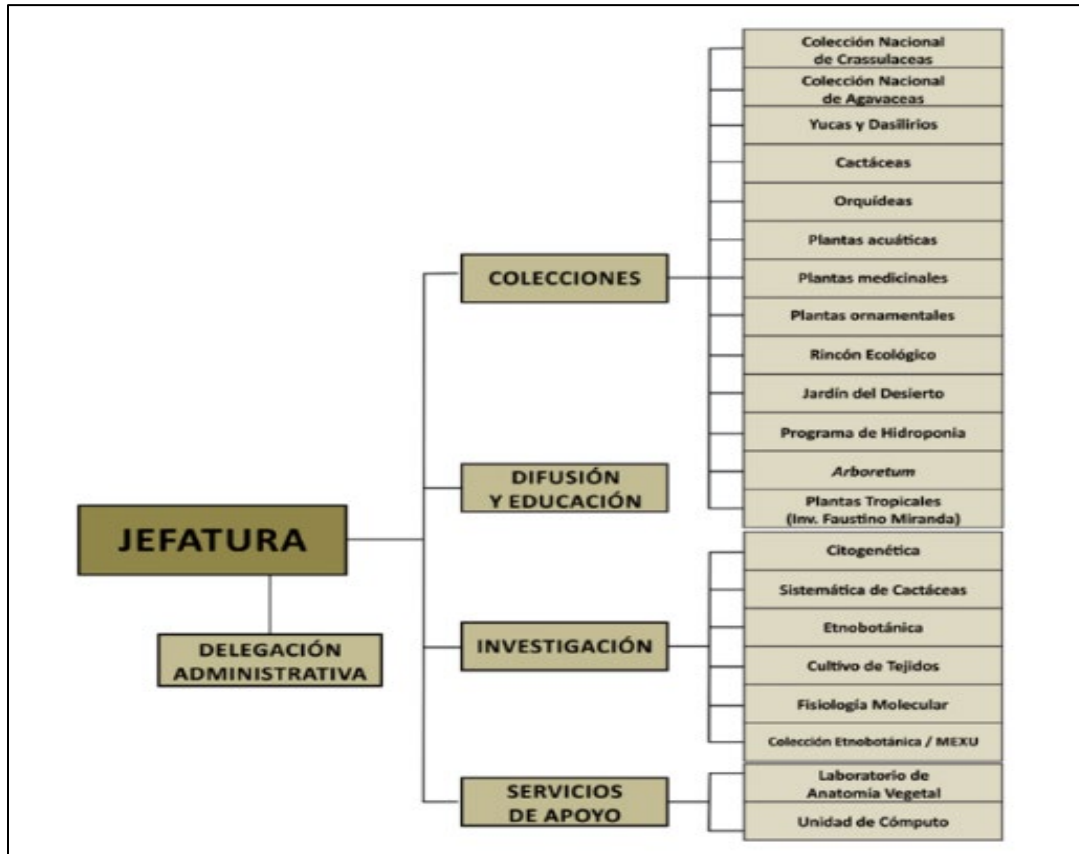 JEFATURA
DELEGACIÓN
ADMINISTRATIVA
COLECCIONES
Colección Nacional
de Crassulaceas
Colección Nacional
de Agavaceas
Yucas y Dasilirios
Cactáceas
Orquídeas
Plantas acuáticas
Plantas medicinales
Plantas ornamentales
Rincón Ecológico
Jardín del Desierto
Programa de Hidroponia
Arboretum
Plantas Tropicales
(Inv. Faustino Miranda)
DIFUSIÓN
Y EDUCACIÓN
INVESTIGACIÓN
Citogenética
Sistemática de Cactáceas
Etnobotánica
Cultivo de Tejidos
Fisiología Molecular
Colección Etnobotánica / MEXU
SERVICIOS
DE APOYO
Laboratorio de
Anatomía Vegetal
Unidad de Cómputo